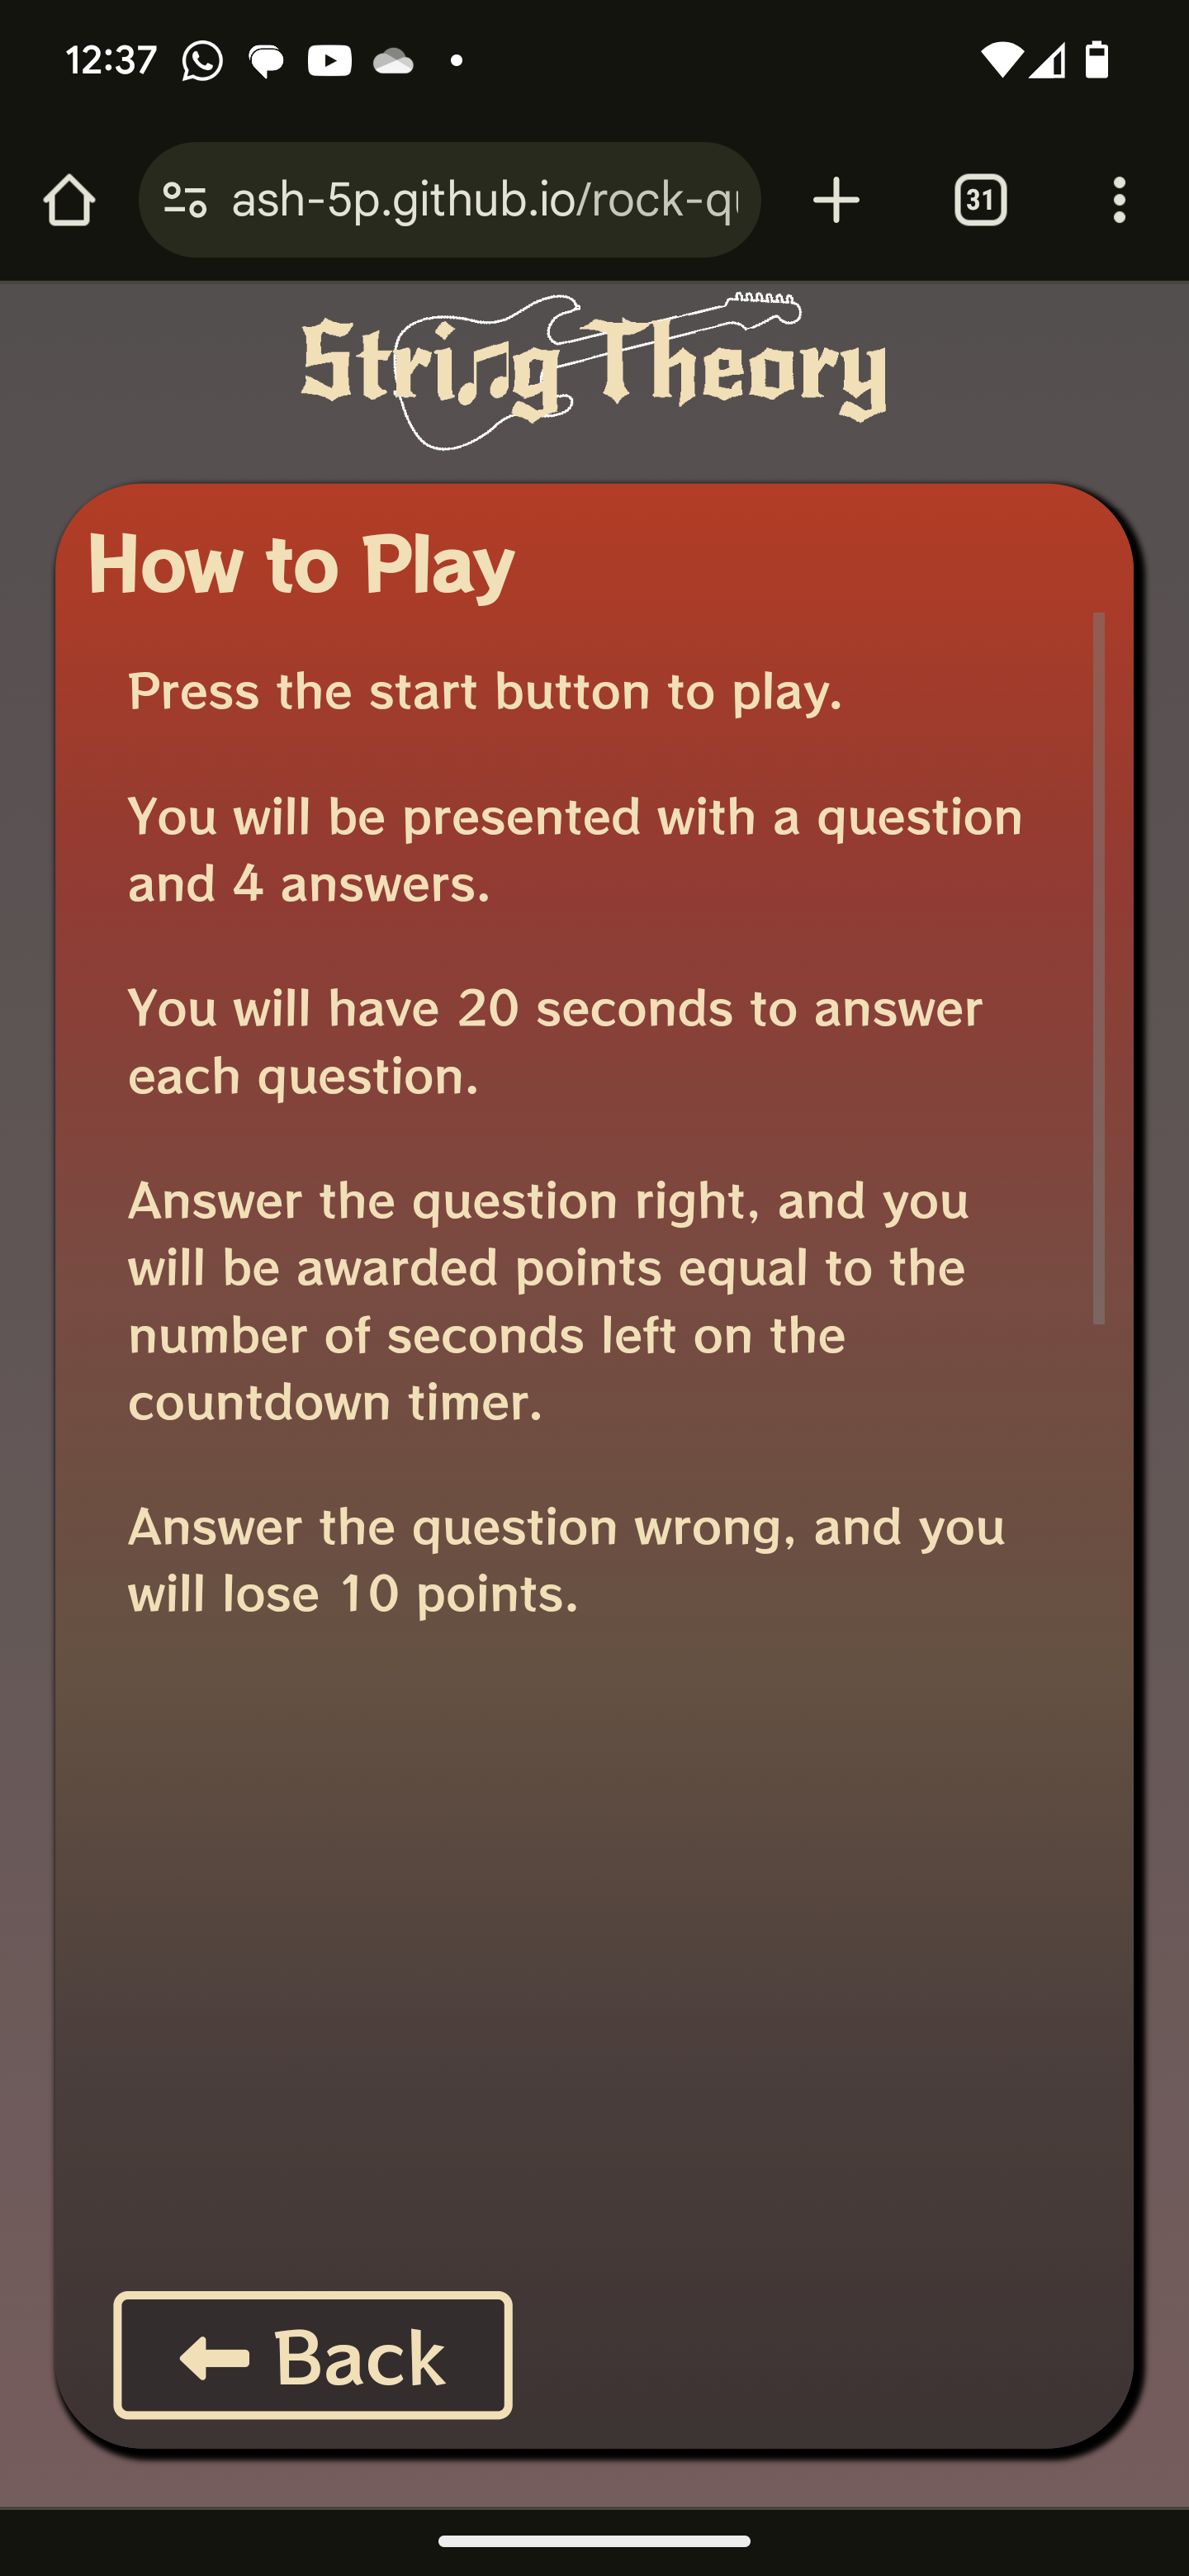 12:37
ash-5p.github.io/rock-q
31
String Theory
How to Play
Press the start button to play.
You will be presented with a question
and 4 answers.
You will have 20 seconds to answer
each question.
Answer the question right, and you
will be awarded points equal to the
number of seconds left on the
countdown timer.
Answer the question wrong, and you
will lose 10 points.
Back